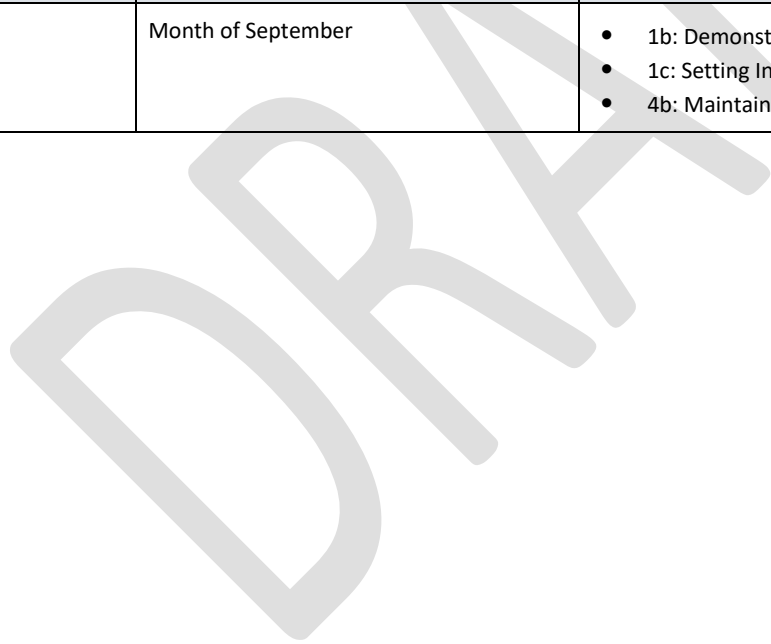 Month of September
• 1b: Demonst
• 1c: Setting In
• 4b: Maintain
DRA